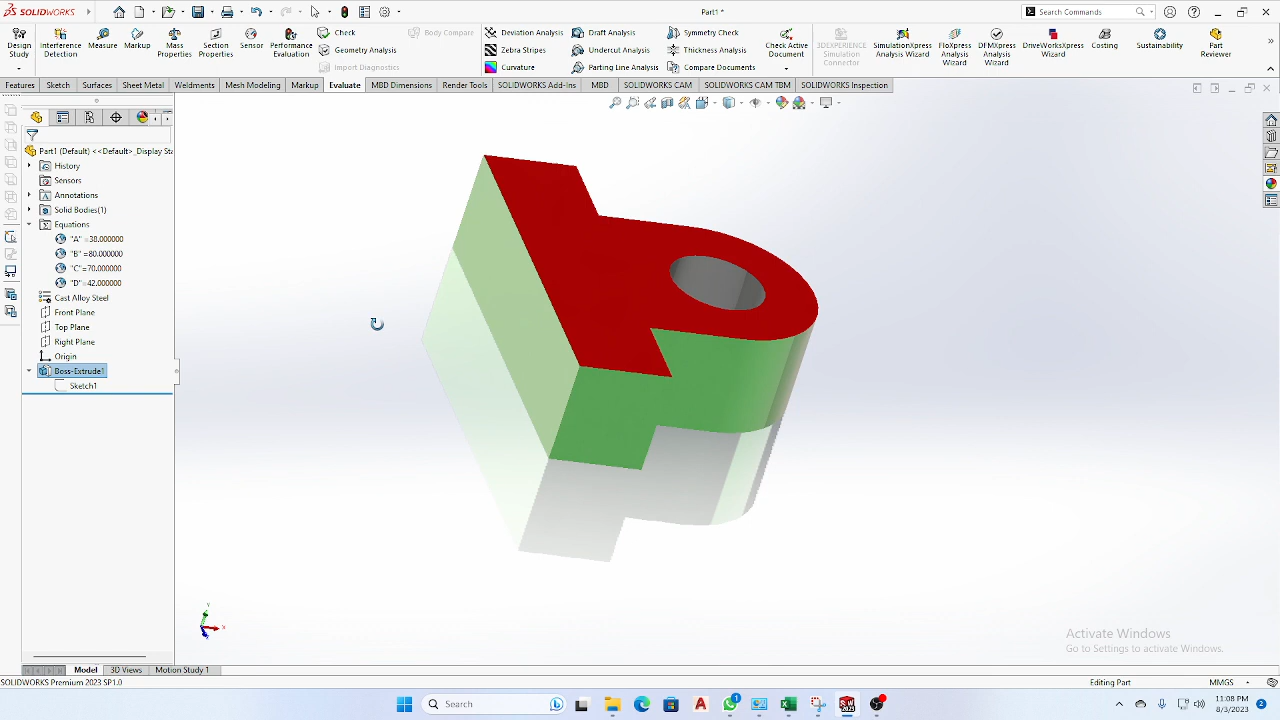 SOLIDWORKS
Part1 *
Search Commands
Design Study
Interference Detection
Measure
Markup
Mass Properties
Section Properties
Sensor
Performance Evaluation
Check
Geometry Analysis
Import Diagnostics
Body Compare
Deviation Analysis
Zebra Stripes
Curvature
Draft Analysis
Undercut Analysis
Parting Line Analysis
Symmetry Check
Thickness Analysis
Compare Documents
Check Active Document
3DEXPERIENCE Simulation Connector
SimulationXpress Analysis Wizard
FloXpress Analysis Wizard
DFMXpress Analysis Wizard
DriveWorksXpress Wizard
Costing
Sustainability
Part Reviewer
Features
Sketch
Surfaces
Sheet Metal
Weldments
Mesh Modeling
Markup
Evaluate
MBD Dimensions
Render Tools
SOLIDWORKS Add-Ins
MBD
SOLIDWORKS CAM
SOLIDWORKS CAM TBM
SOLIDWORKS Inspection
Part1 (Default) <<Default>_Display Sta
History
Sensors
Annotations
Solid Bodies(1)
Equations
"A" =38.000000
"B" =80.000000
"C" =70.000000
"D" =42.000000
Cast Alloy Steel
Front Plane
Top Plane
Right Plane
Origin
Boss-Extrude1
Sketch1
Y
X
Activate Windows
Go to Settings to activate Windows.
Model
3D Views
Motion Study 1
SOLIDWORKS Premium 2023 SP1.0
Editing Part
MMGS
Search
11:08 PM
8/3/2023